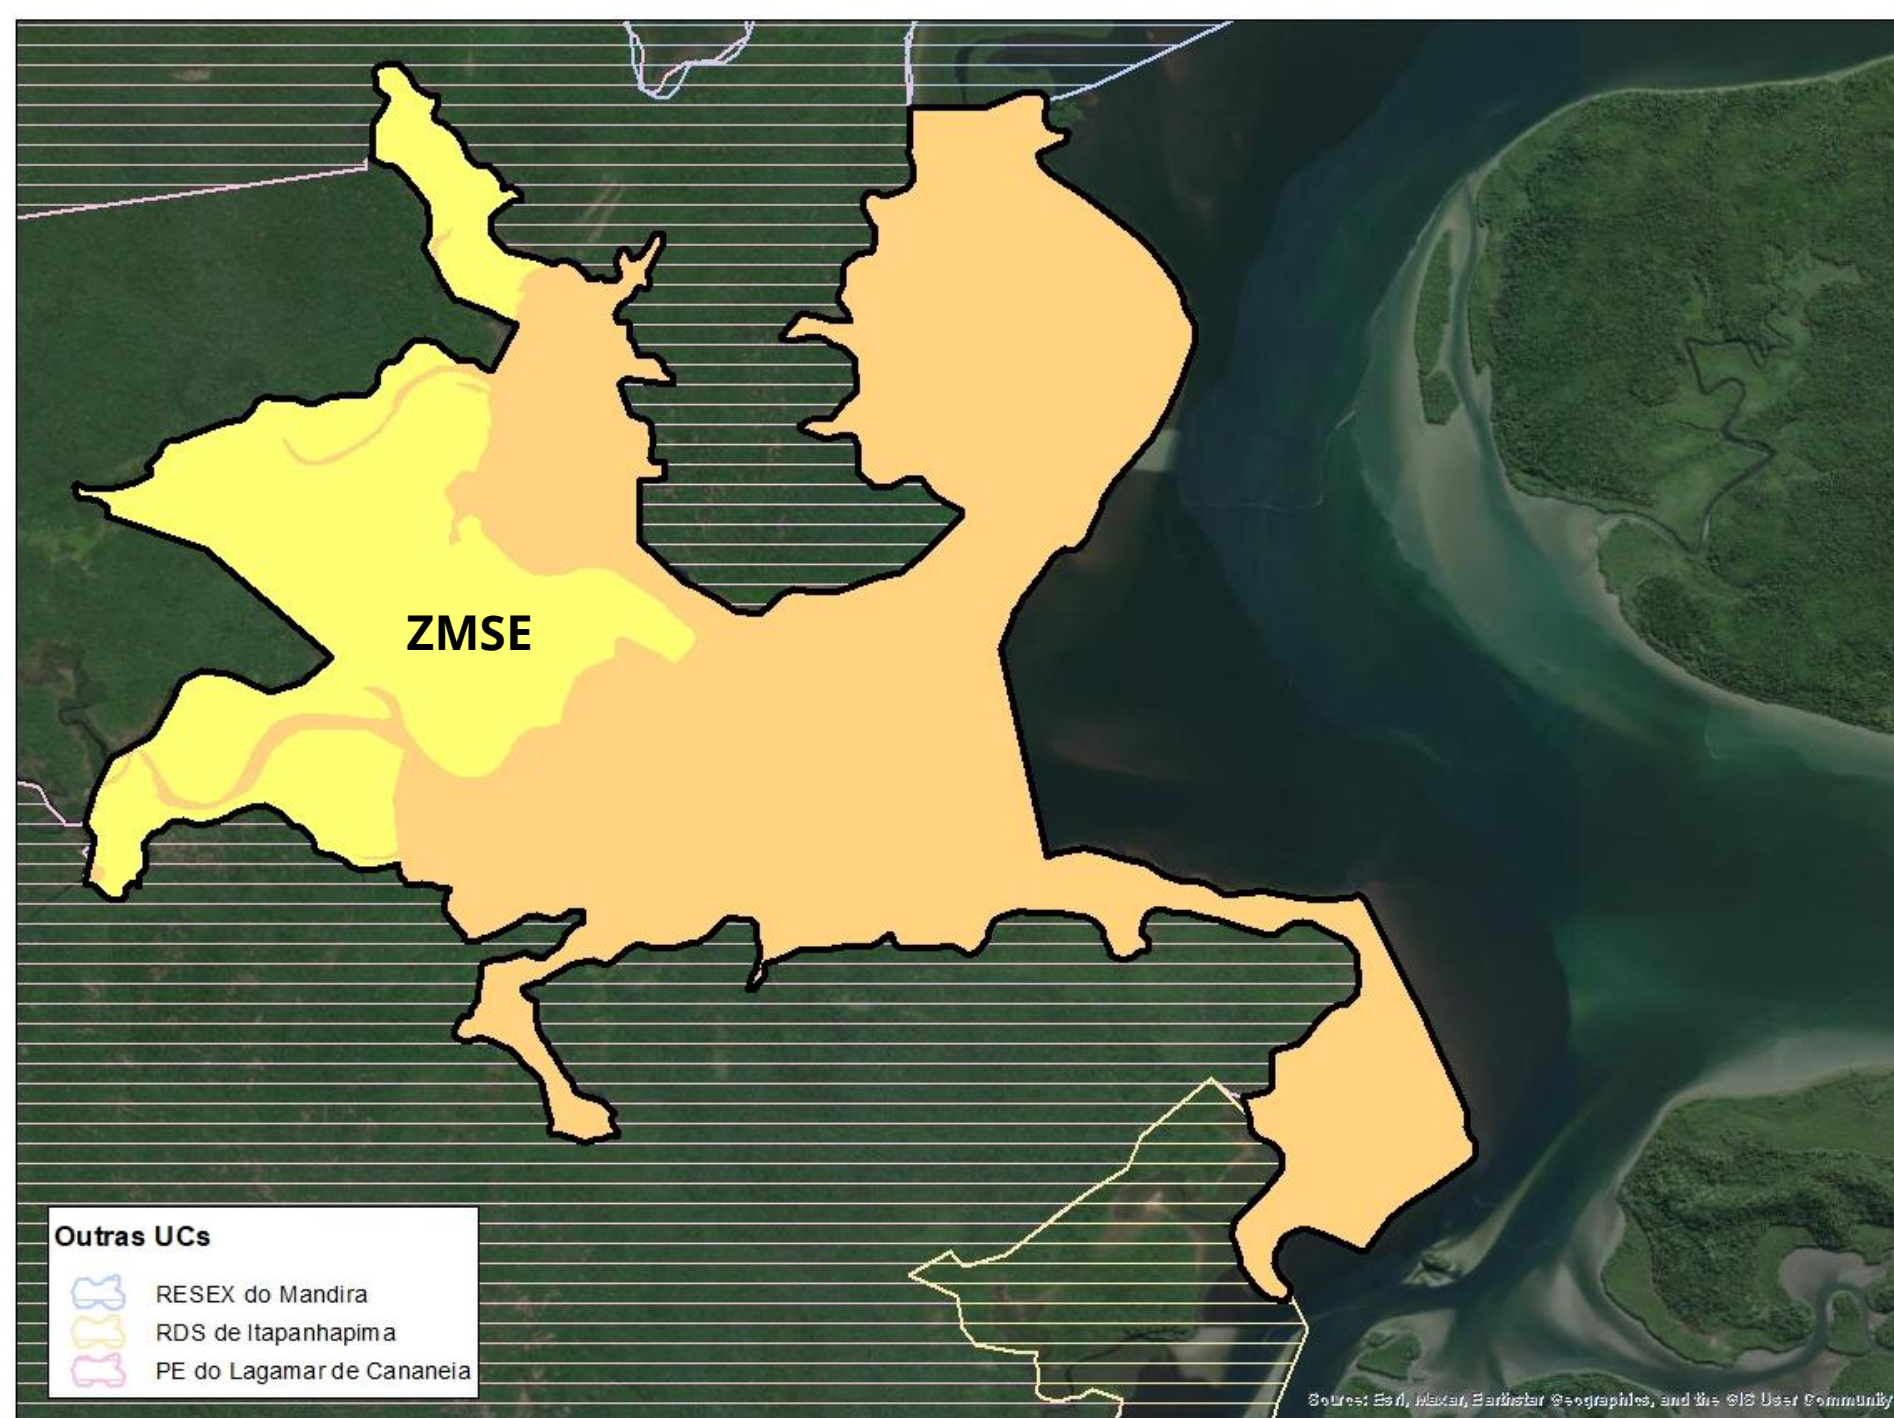 ZMSE
Outras UCs
RESEX do Mandira
RDS de Itapanhapima
PE do Lagamar de Cananeia
Source: Esri, Maxar, Earthstar Geographics, and the GIS User Community